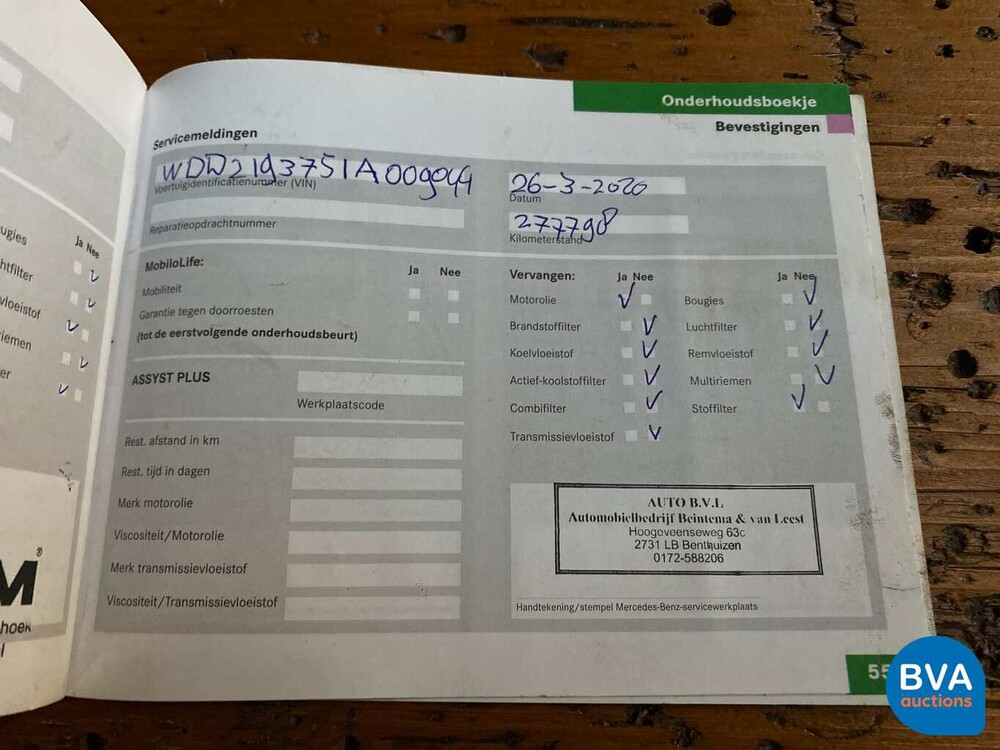 Onderhoudsboekje
Bevestigingen
Servicemeldingen
WDD2193751A009044
Voertuigidentificatienummer (VIN)
26-3-2020
Datum
Reparatieopdrachtnummer
277798
Kilometerstand
MobiloLife:
Ja Nee
Mobiliteit
Garantie tegen doorroesten
(tot de eerstvolgende onderhoudsbeurt)
ASSYST PLUS
Werkplaatscode
Rest. afstand in km
Rest. tijd in dagen
Merk motorolie
Viscositeit/Motorolie
Merk transmissievloeistof
Viscositeit/Transmissievloeistof
Vervangen:
Ja Nee
Ja Nee
Motorolie
Bougies
Brandstoffilter
Luchtfilter
Koelvloeistof
Remvloeistof
Actief-koolstoffilter
Multiriemen
Combifilter
Stoffilter
Transmissievloeistof
AUTO B.V.L
Automobielbedrijf Beintema & van Leest
Hoogeveenseweg 63c
2731 LB Benthuizen
0172-588206
Handtekening/stempel Mercedes-Benz-servicewerkplaats
55
BVA
auctions
Ja Nee
ugies
htfilter
vloeistof
iemen
er
M®
hoek